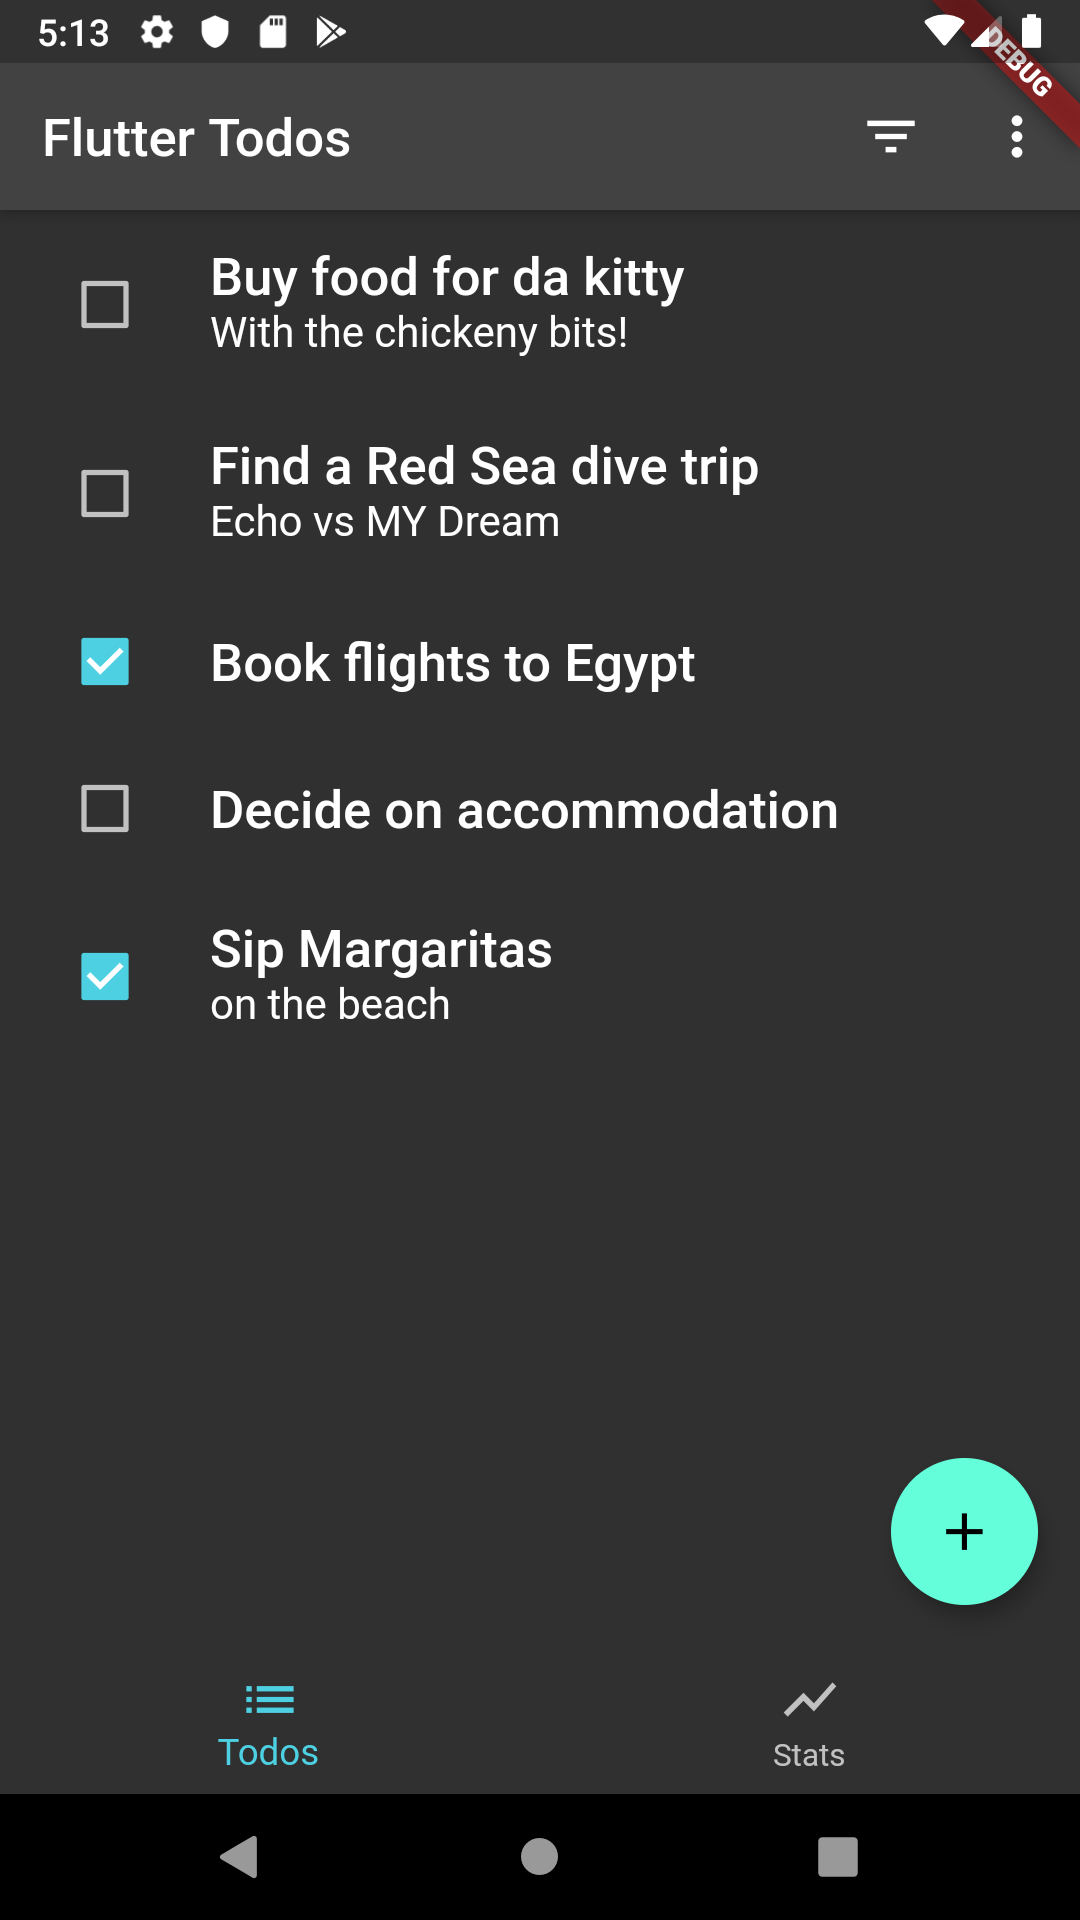 5:13
DEBUG
Flutter Todos
Buy food for da kitty
With the chickeny bits!
Find a Red Sea dive trip
Echo vs MY Dream
Book flights to Egypt
Decide on accommodation
Sip Margaritas
on the beach
Todos
Stats